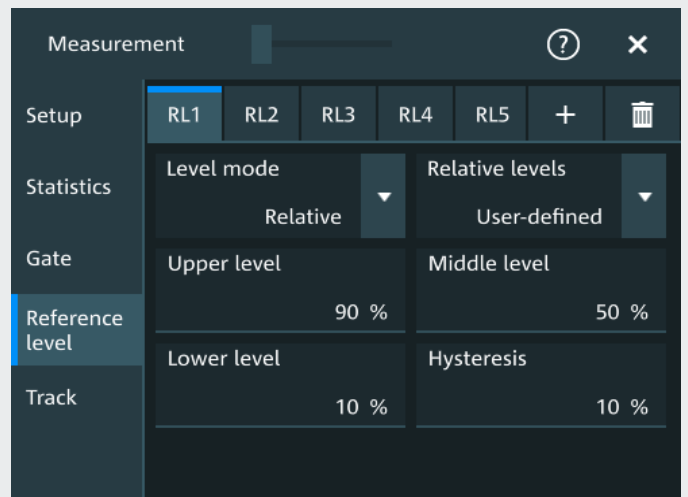 Measurement
?
Setup
RL1 RL2 RL3 RL4 RL5 +
Statistics
Level mode
Relative
Relative levels
User-defined
Gate
Upper level
90 %
Middle level
50 %
Reference
level
Lower level
10 %
Hysteresis
10 %
Track